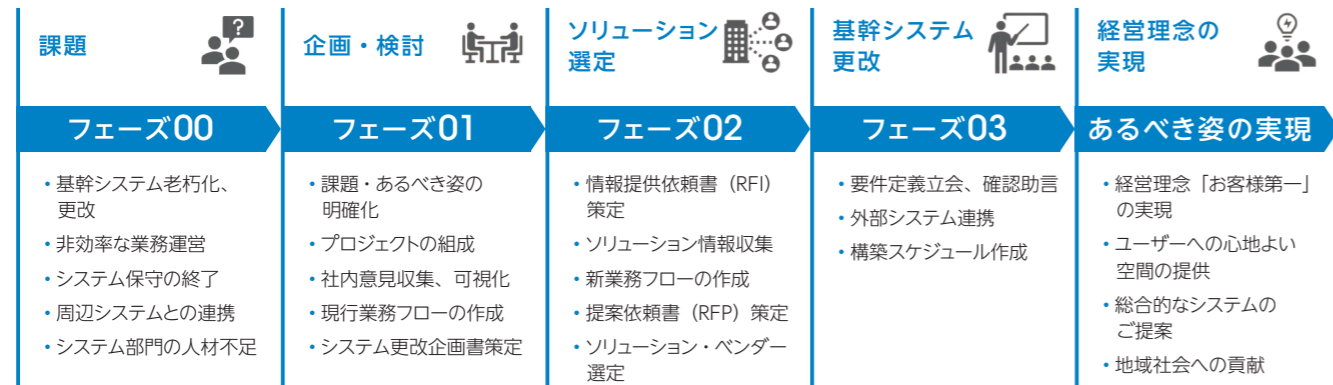 課題
?
フェーズ00
・基幹システム老朽化、
更改
・非効率な業務運営
・システム保守の終了
・周辺システムとの連携
・システム部門の人材不足
企画・検討
フェーズ01
・課題・あるべき姿の
明確化
・プロジェクトの組成
・社内意見収集、可視化
・現行業務フローの作成
・システム更改企画書策定
ソリューション
選定
フェーズ02
・情報提供依頼書（RFI）
策定
・ソリューション情報収集
・新業務フローの作成
・提案依頼書（RFP）策定
・ソリューション・ベンダー
選定
基幹システム
更改
フェーズ03
・要件定義立会、確認助言
・外部システム連携
・構築スケジュール作成
経営理念の
実現
あるべき姿の実現
・経営理念「お客様第一」
の実現
・ユーザーへの心地よい
空間の提供
・総合的なシステムの
ご提案
・地域社会への貢献